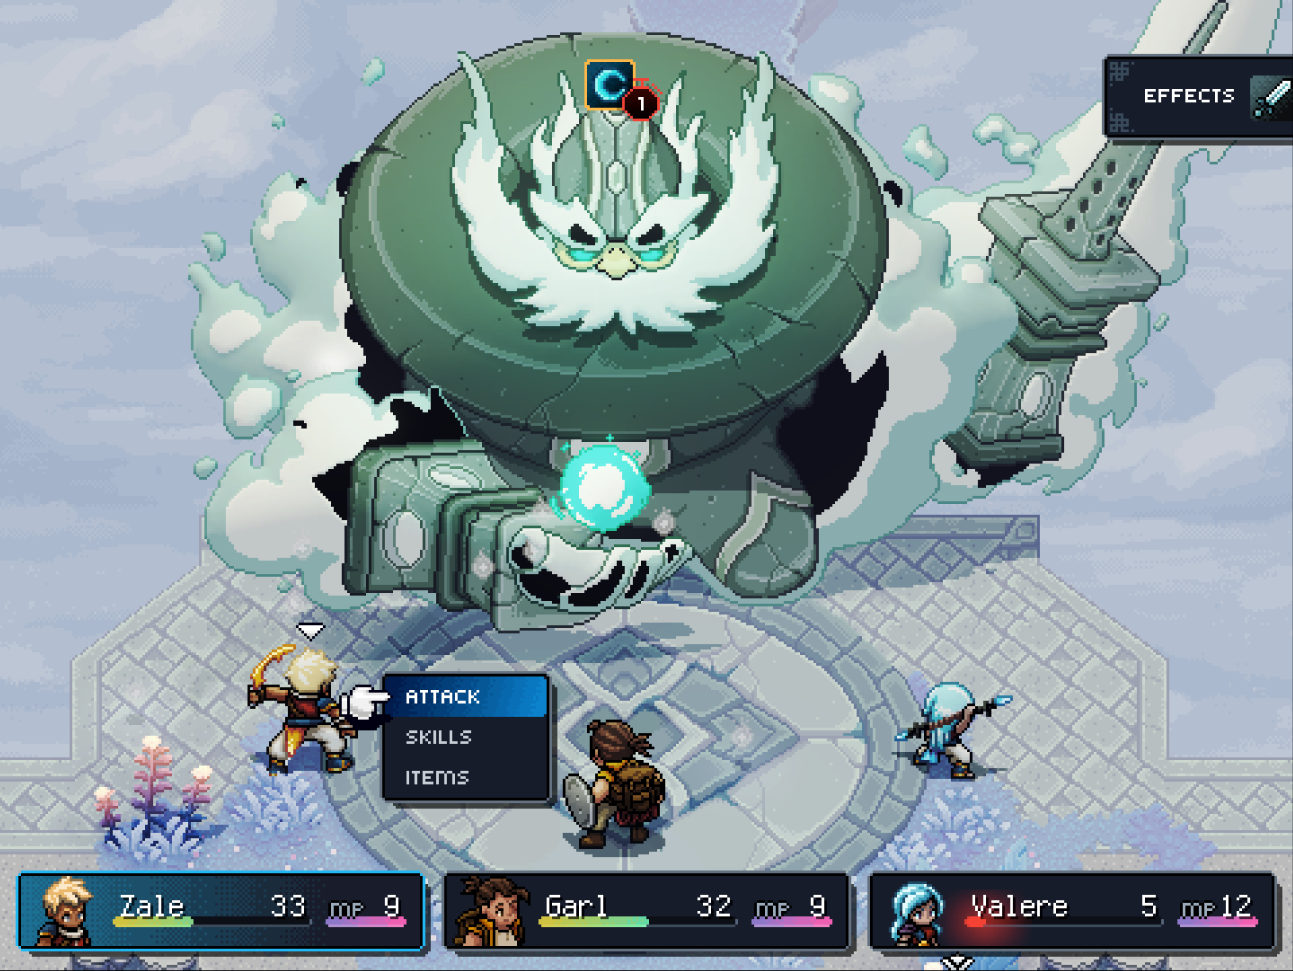 1
EFFECTS
ATTACK
SKILLS
ITEMS
Zale 33 MP 9
Garl 32 MP 9
Valere 5 MP 12